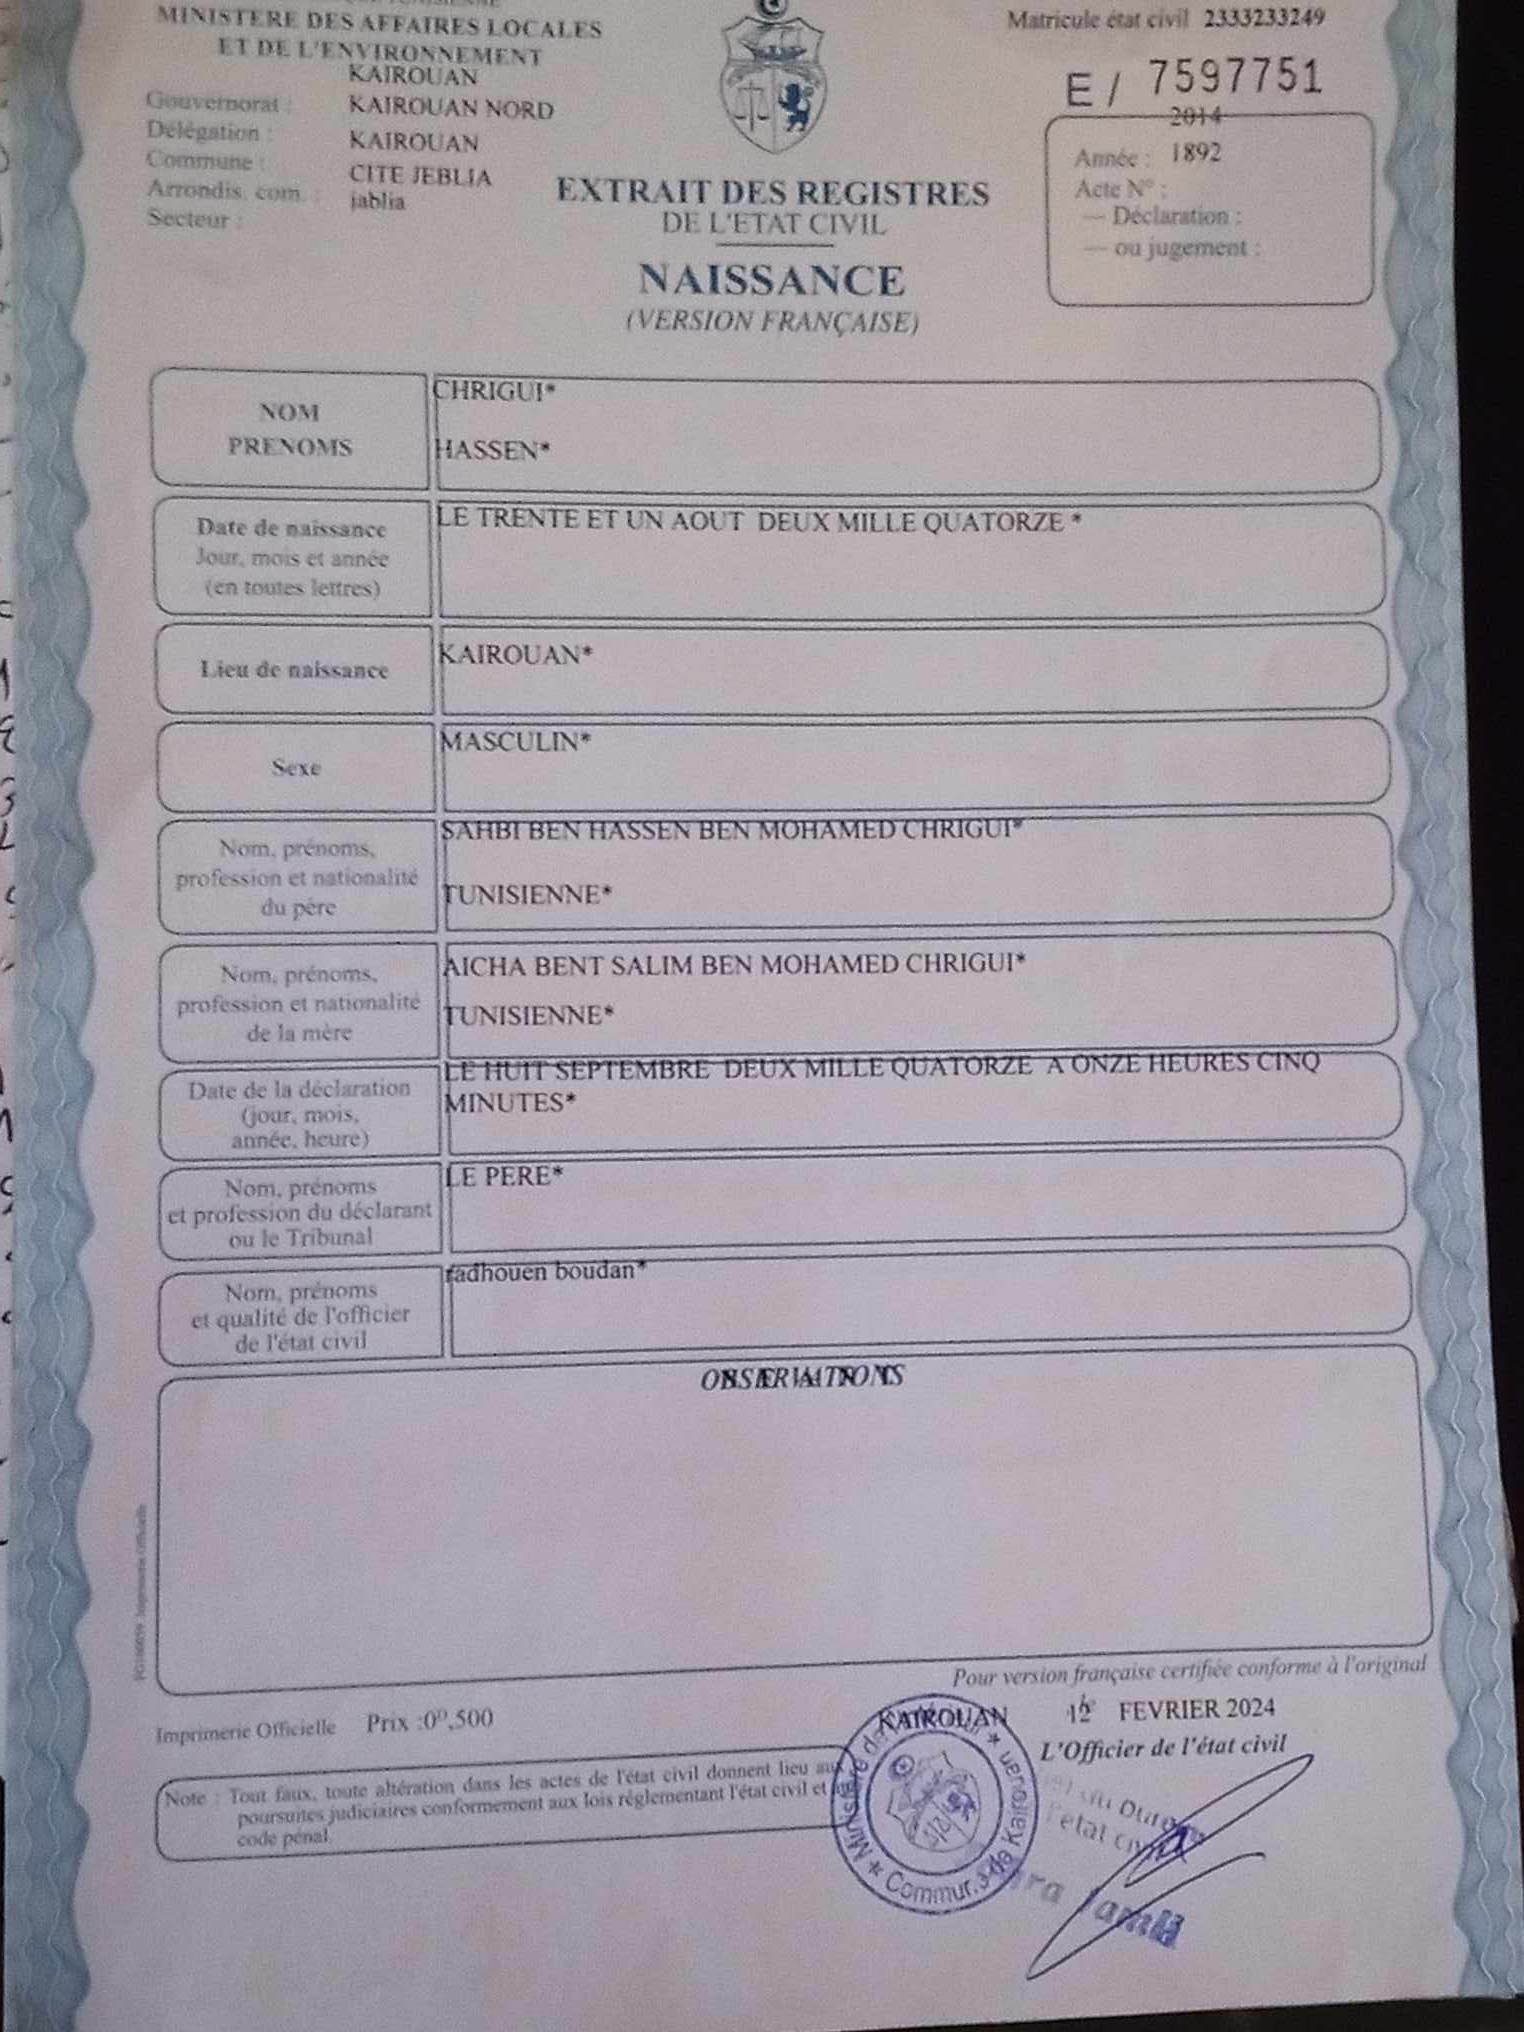 MINISTERE DES AFFAIRES LOCALES
ET DE L'ENVIRONNEMENT
KAIROUAN
Gouvernorat : KAIROUAN NORD
Délégation : KAIROUAN
Commune : CITE JEBLIA
Arrondis. com. : jablia
Secteur :
Matricule état civil 2333233249
E / 7597751
2014
Année : 1892
Acte N° :
— Déclaration :
— ou jugement :
EXTRAIT DES REGISTRES
DE L'ETAT CIVIL
NAISSANCE
(VERSION FRANÇAISE)
NOM
PRENOMS
CHRIGUI*
HASSEN*
Date de naissance
Jour, mois et année
(en toutes lettres)
LE TRENTE ET UN AOUT DEUX MILLE QUATORZE *
Lieu de naissance
KAIROUAN*
Sexe
MASCULIN*
Nom, prénoms,
profession et nationalité
du père
SAHBI BEN HASSEN BEN MOHAMED CHRIGUI*
TUNISIENNE*
Nom, prénoms,
profession et nationalité
de la mère
AICHA BENT SALIM BEN MOHAMED CHRIGUI*
TUNISIENNE*
Date de la déclaration
(jour, mois,
année, heure)
LE HUIT SEPTEMBRE DEUX MILLE QUATORZE A ONZE HEURES CINQ
MINUTES*
Nom, prénoms
et profession du déclarant
ou le Tribunal
LE PERE*
Nom, prénoms
et qualité de l'officier
de l'état civil
radhouen boudan*
OBSERVATIONS
Pour version française certifiée conforme à l'original
Imprimerie Officielle Prix :0ᴰ,500
KAIROUAN 12 FEVRIER 2024
L'Officier de l'état civil
Note : Tout faux, toute altération dans les actes de l'état civil donnent lieu aux
poursuites judiciaires conformement aux lois réglementant l'état civil et
code pénal.